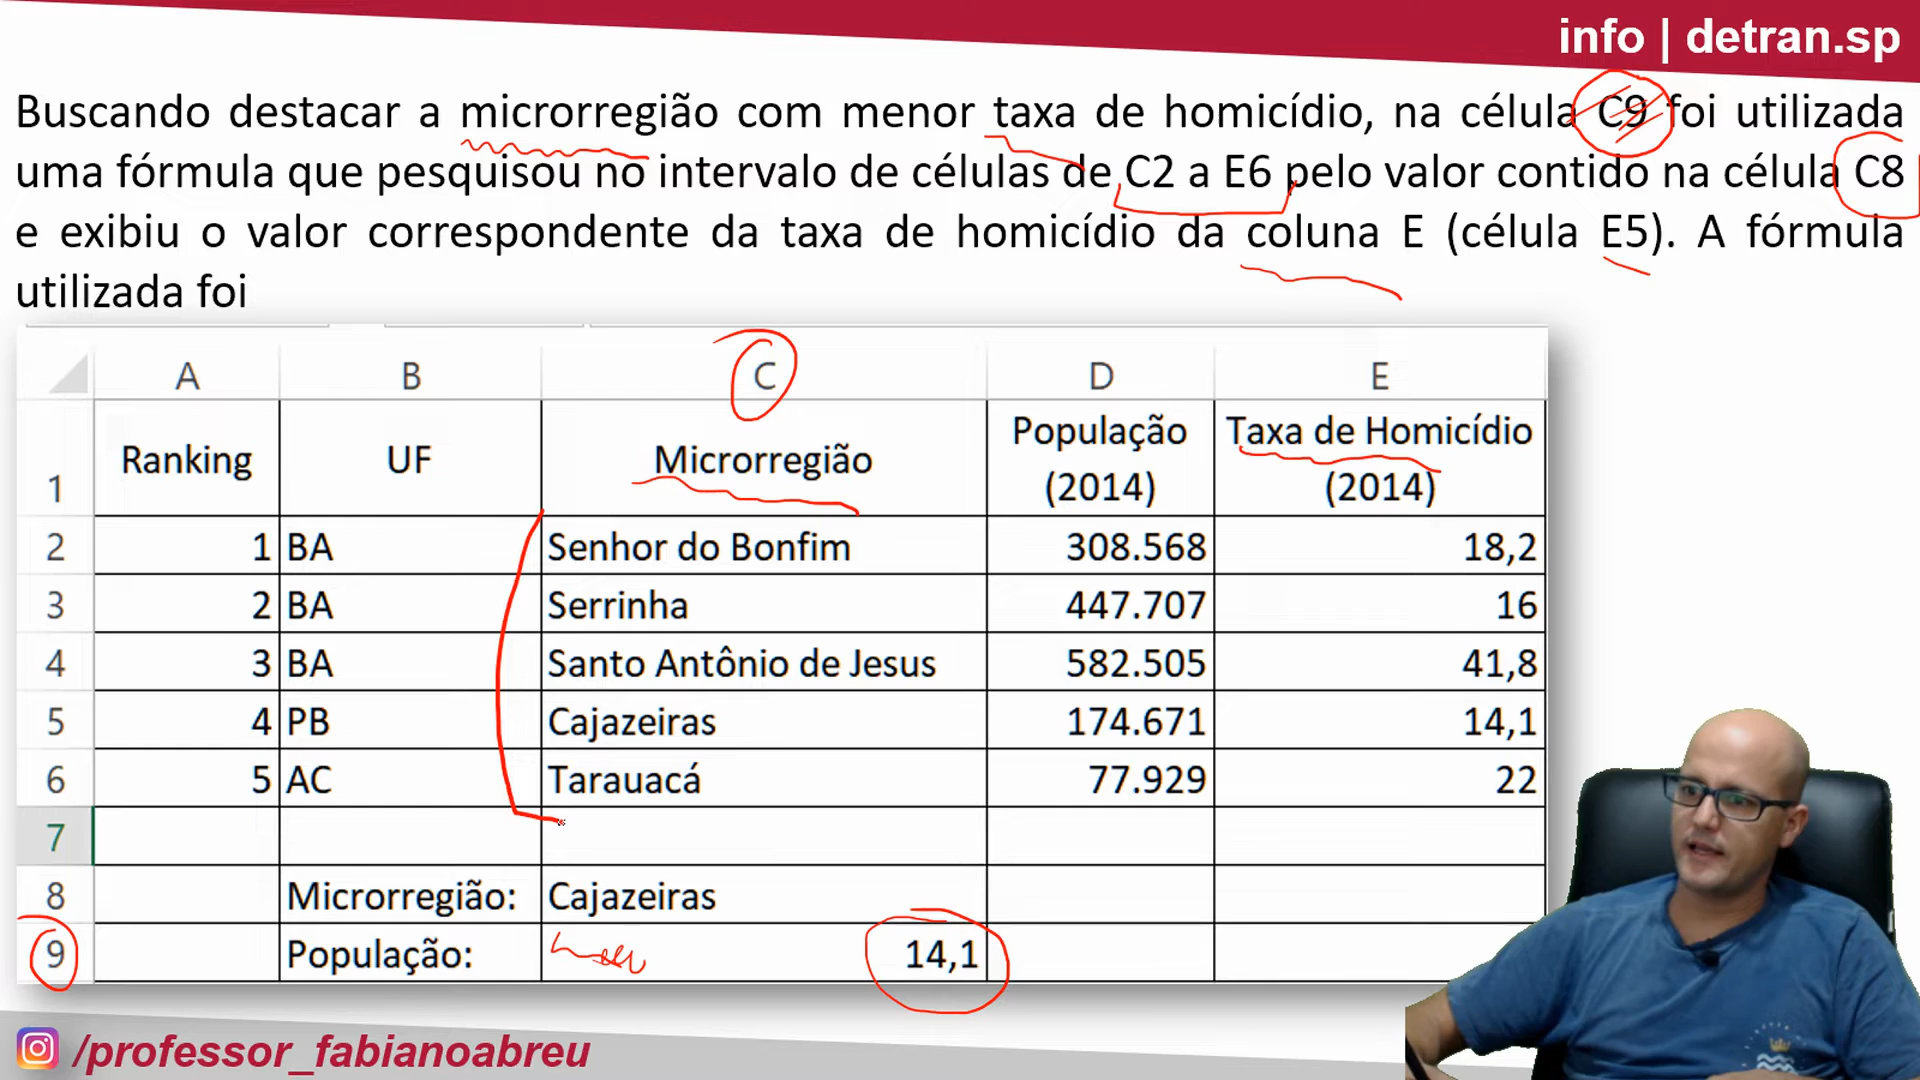 info | detran.sp
Buscando destacar a microrregião com menor taxa de homicídio, na célula C9 foi utilizada
uma fórmula que pesquisou no intervalo de células de C2 a E6 pelo valor contido na célula C8
e exibiu o valor correspondente da taxa de homicídio da coluna E (célula E5). A fórmula
utilizada foi
A B C D E
1 Ranking UF Microrregião População (2014) Taxa de Homicídio (2014)
2 1 BA Senhor do Bonfim 308.568 18,2
3 2 BA Serrinha 447.707 16
4 3 BA Santo Antônio de Jesus 582.505 41,8
5 4 PB Cajazeiras 174.671 14,1
6 5 AC Tarauacá 77.929 22
7
8 Microrregião: Cajazeiras
9 População: 14,1
/professor_fabianoabreu